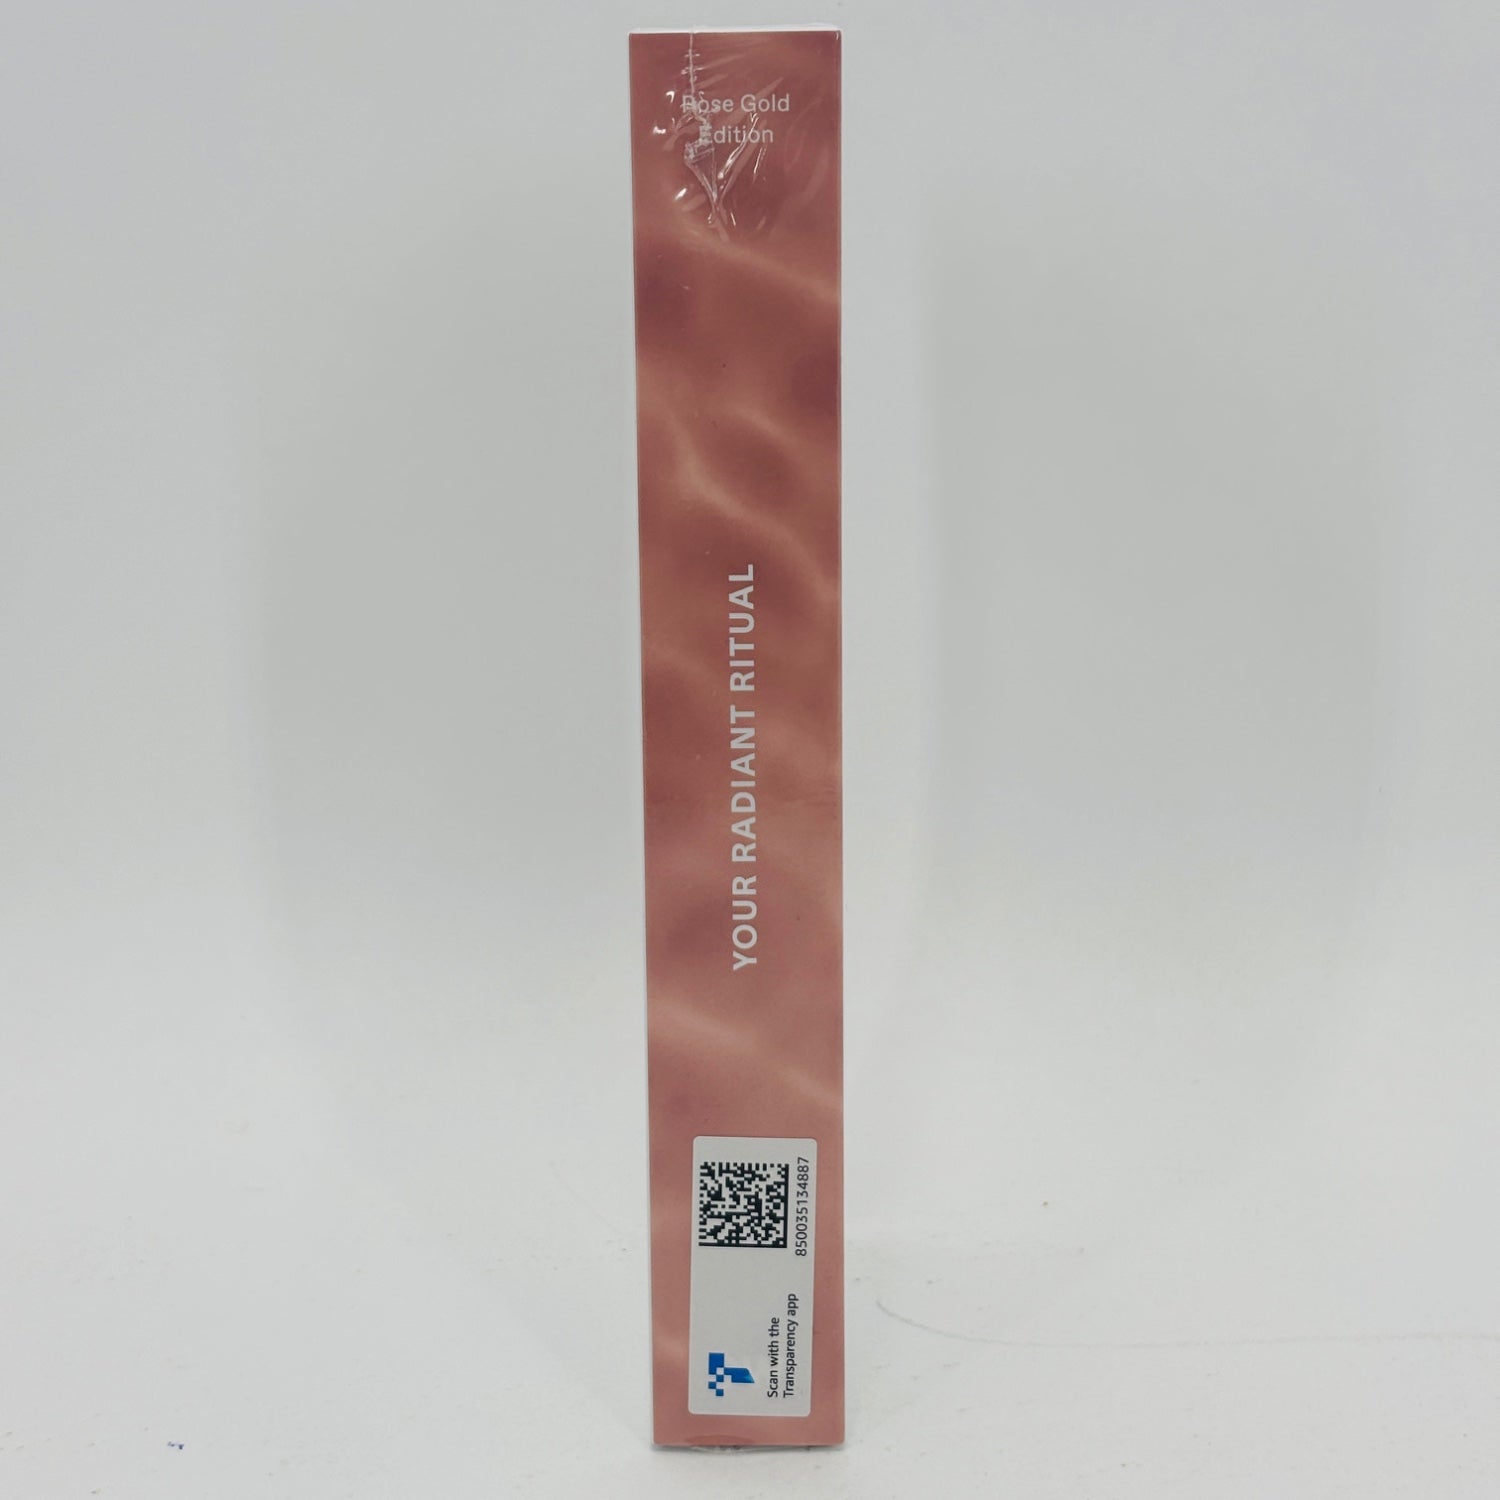 Rose Gold
Edition
YOUR RADIANT RITUAL
850035134887
Scan with the
Transparency app